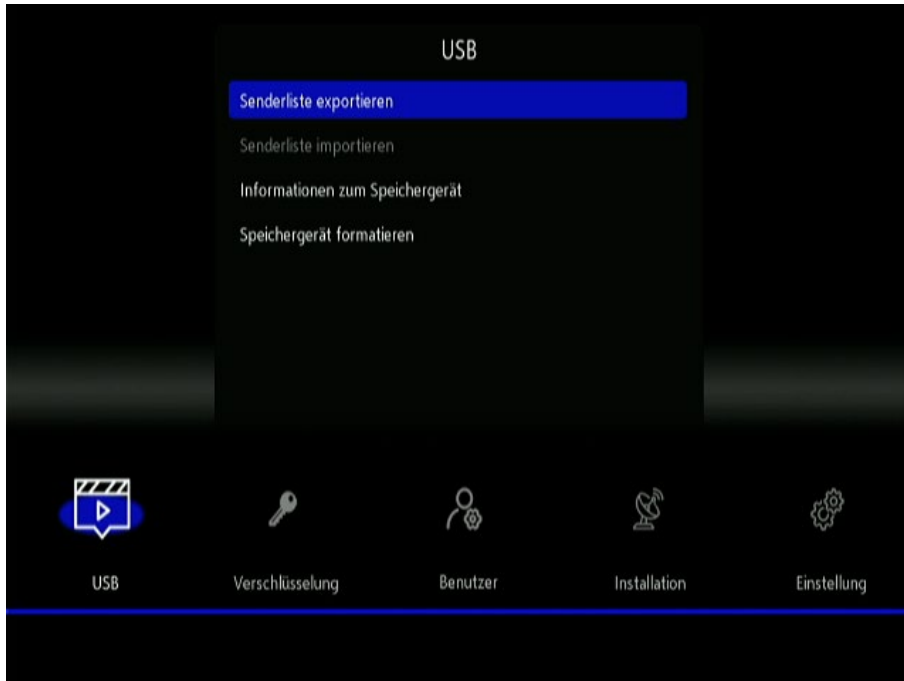 USB
Senderliste exportieren
Senderliste importieren
Informationen zum Speichergerät
Speichergerät formatieren
USB
Verschlüsselung
Benutzer
Installation
Einstellung